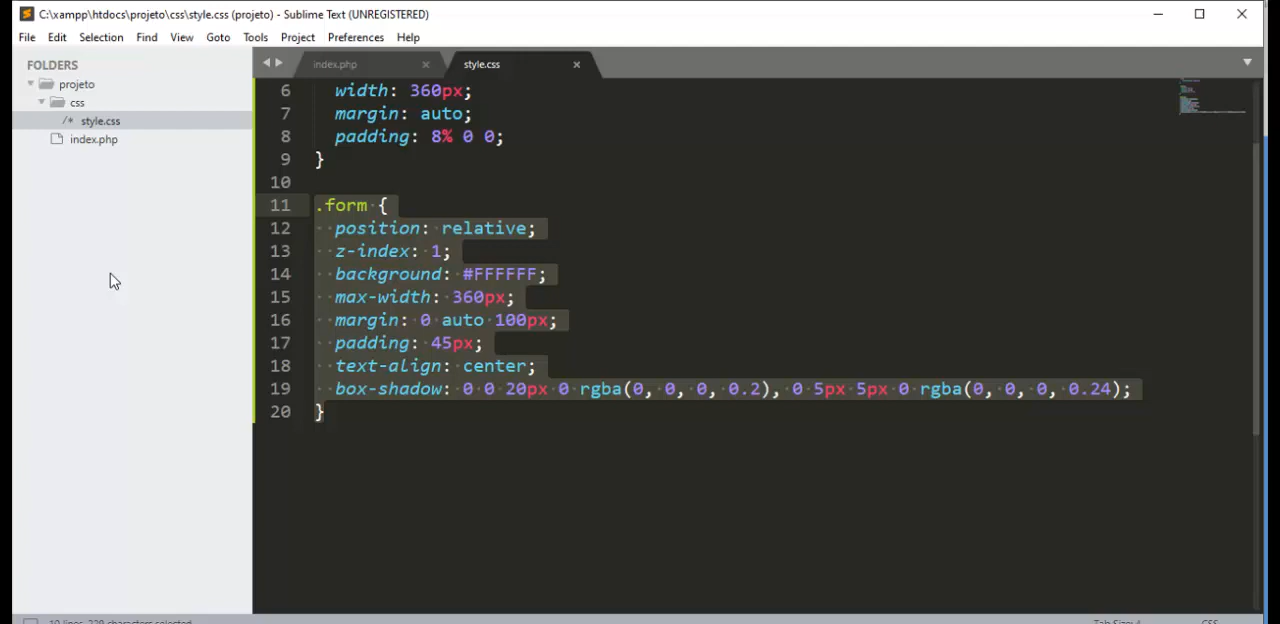 C:\xampp\htdocs\projeto\css\style.css (projeto) - Sublime Text (UNREGISTERED)
File Edit Selection Find View Goto Tools Project Preferences Help
FOLDERS
projeto
css
/* style.css
index.php
index.php
style.css
6 width: 360px;
7 margin: auto;
8 padding: 8% 0 0;
9 }
10
11 .form {
12 position: relative;
13 z-index: 1;
14 background: #FFFFFF;
15 max-width: 360px;
16 margin: 0 auto 100px;
17 padding: 45px;
18 text-align: center;
19 box-shadow: 0 0 20px 0 rgba(0, 0, 0, 0.2), 0 5px 5px 0 rgba(0, 0, 0, 0.24);
20 }
10 lines, 229 characters selected